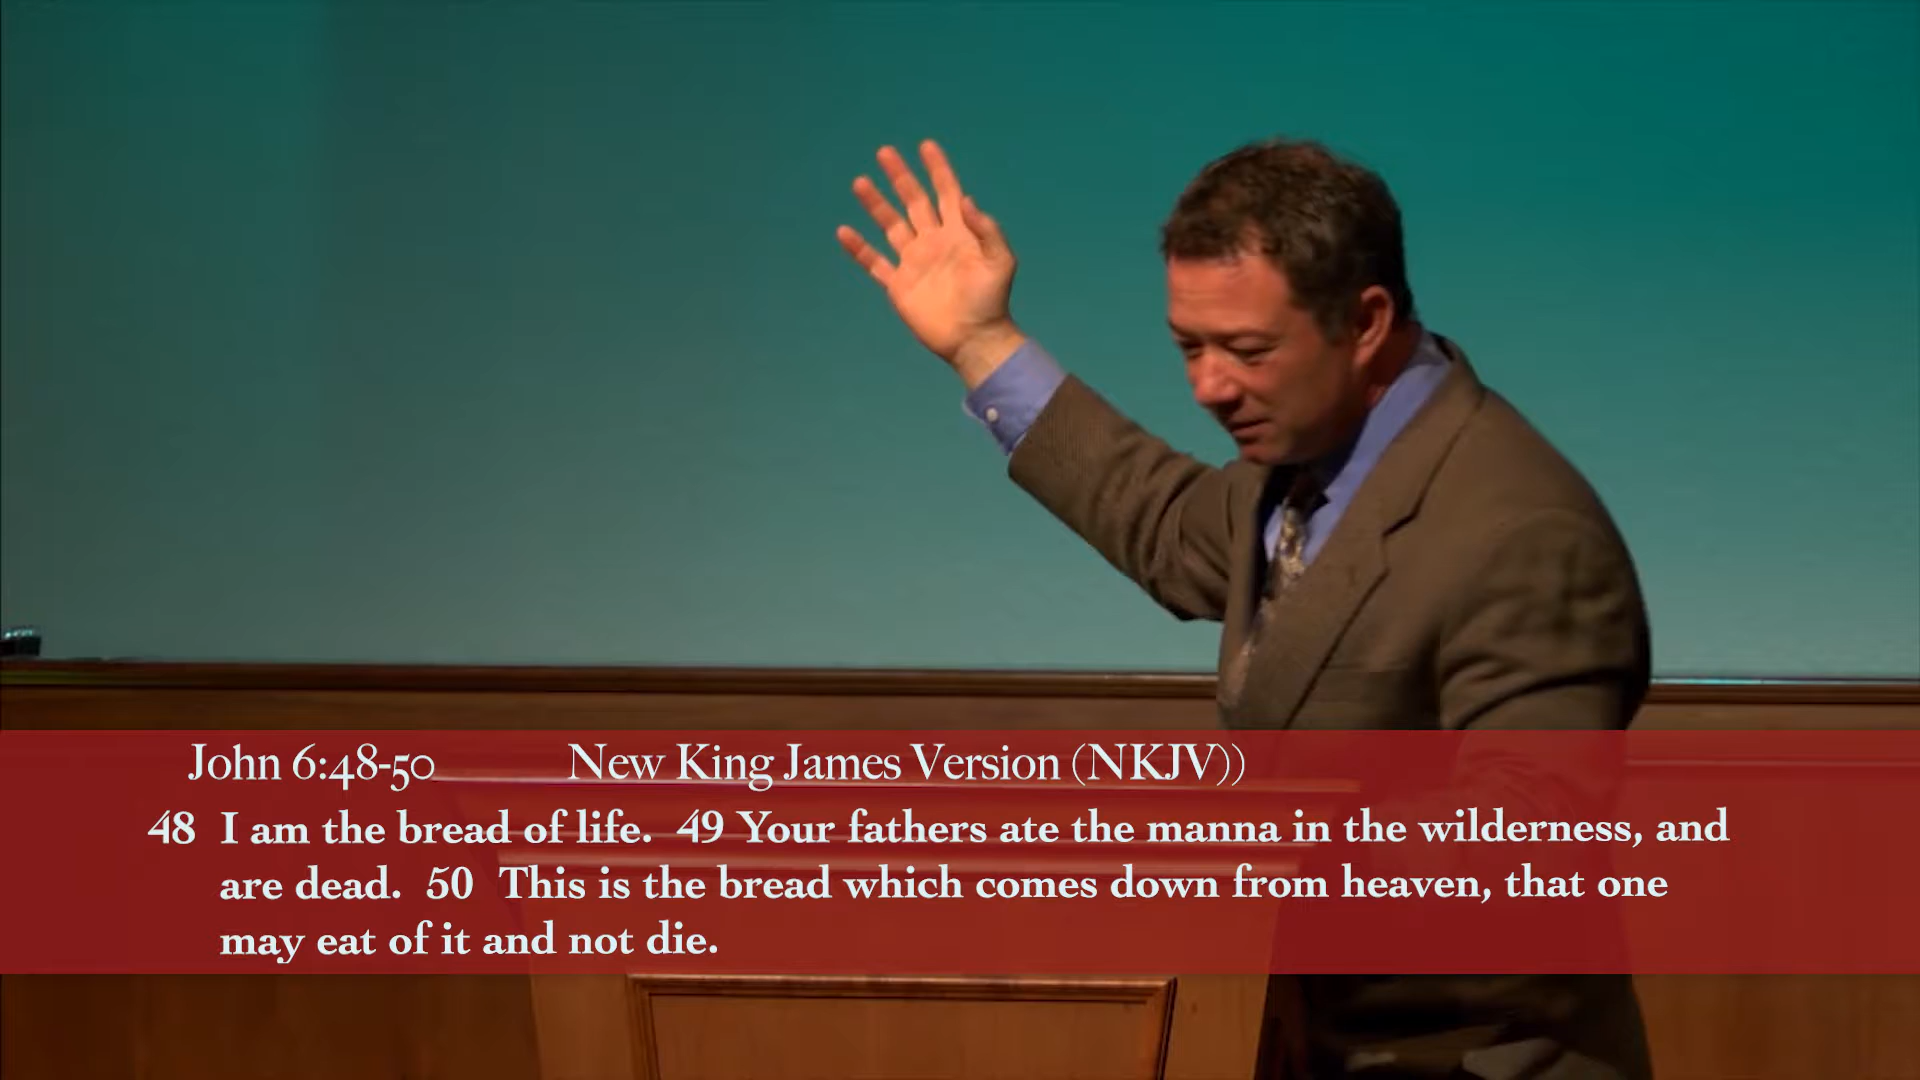 John 6:48-50 New King James Version (NKJV))
48 I am the bread of life. 49 Your fathers ate the manna in the wilderness, and
are dead. 50 This is the bread which comes down from heaven, that one
may eat of it and not die.